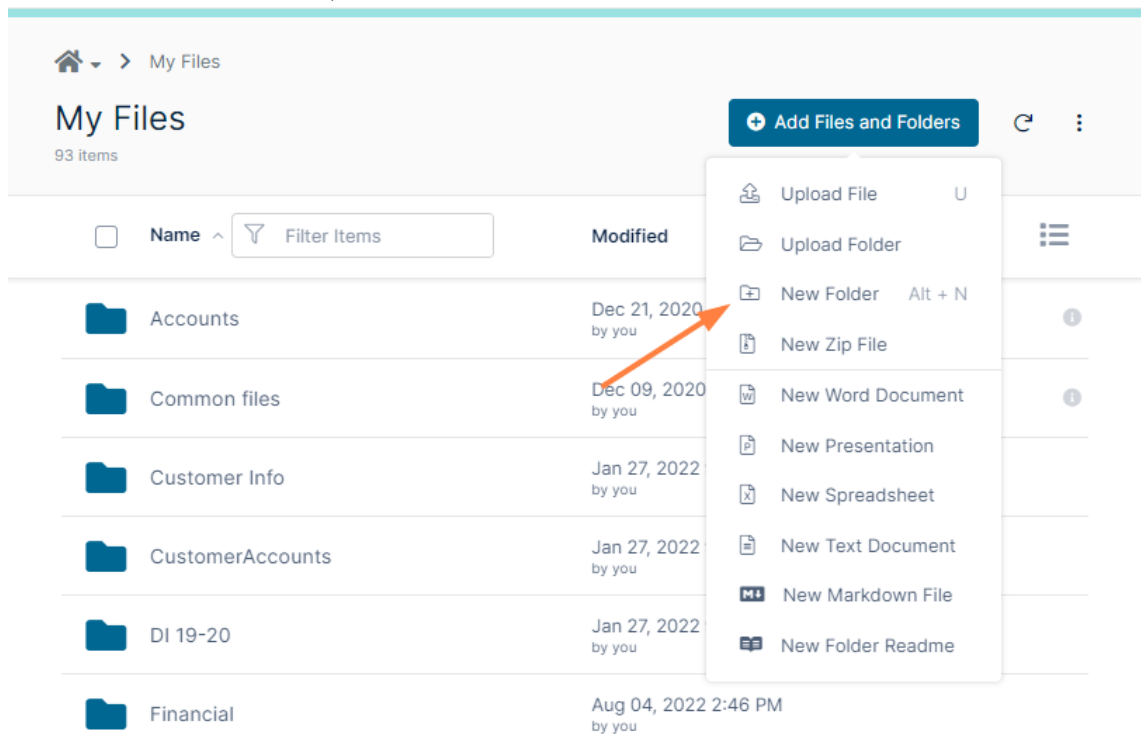 My Files
My Files
Add Files and Folders
93 items
Upload File U
Name
Filter Items
Modified
Upload Folder
New Folder Alt + N
Accounts
Dec 21, 2020
by you
New Zip File
Common files
Dec 09, 2020
by you
New Word Document
New Presentation
Customer Info
Jan 27, 2022
by you
New Spreadsheet
CustomerAccounts
Jan 27, 2022
by you
New Text Document
New Markdown File
DI 19-20
Jan 27, 2022
by you
New Folder Readme
Financial
Aug 04, 2022 2:46 PM
by you